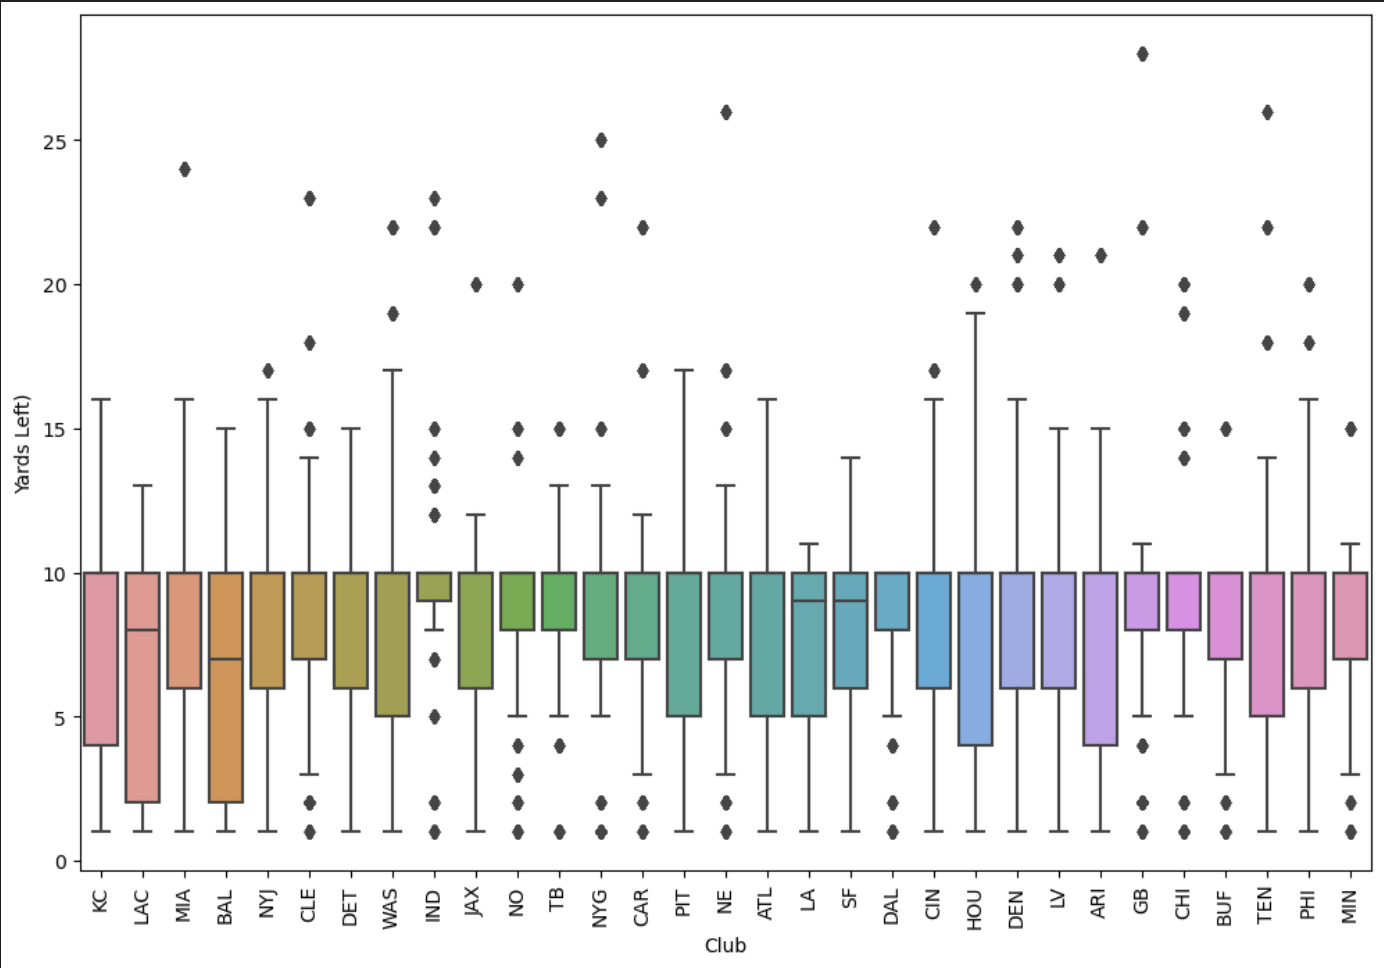 Yards Left)
25
20
15
10
5
0
KC LAC MIA BAL NYJ CLE DET WAS IND JAX NO TB NYG CAR PIT NE ATL LA SF DAL CIN HOU DEN LV ARI GB CHI BUF TEN PHI MIN
Club